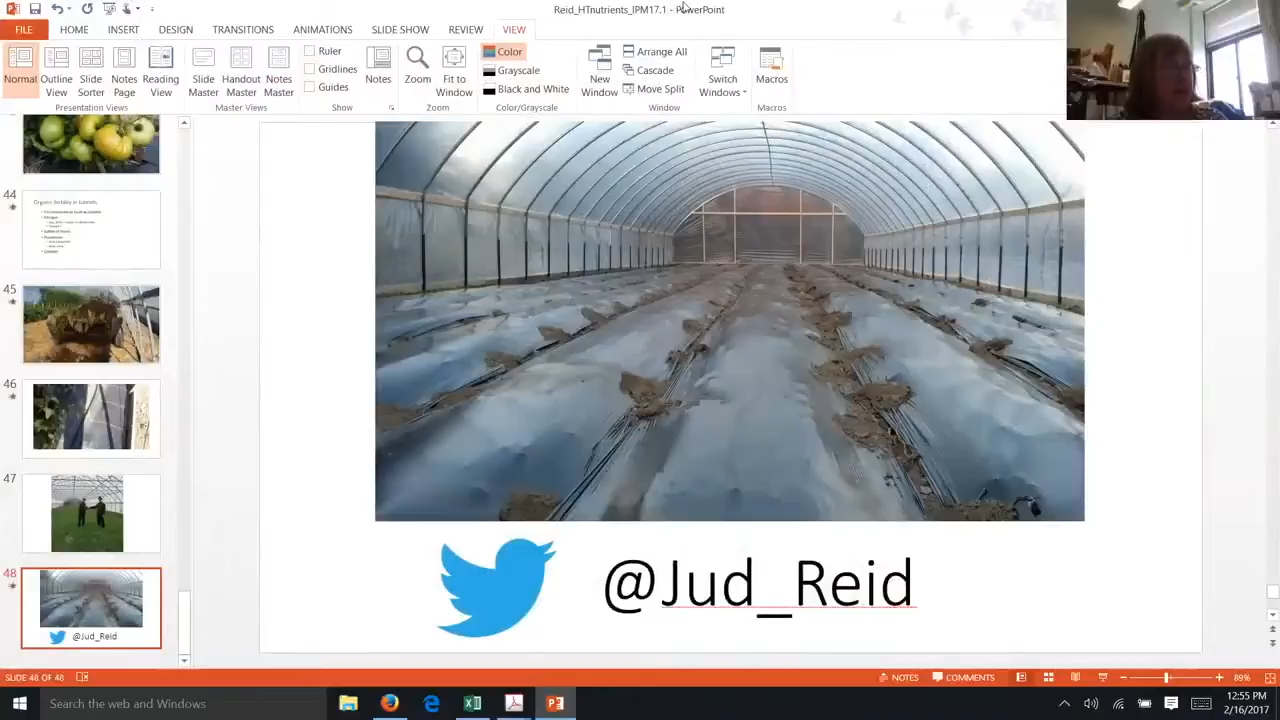 Reid_HTnutrients_IPM17.1 - PowerPoint
FILE HOME INSERT DESIGN TRANSITIONS ANIMATIONS SLIDE SHOW REVIEW VIEW
Normal
Outline View
Slide Sorter
Notes Page
Reading View
Presentation Views
Slide Master
Handout Master
Notes Master
Master Views
Ruler
Gridlines
Guides
Show
Notes
Zoom
Fit to Window
Zoom
Color
Grayscale
Black and White
Color/Grayscale
New Window
Arrange All
Cascade
Move Split
Switch Windows
Window
Macros
Macros
44
Organic Fertility in tunnels
45
46
47
48
@Jud_Reid
@Jud_Reid
SLIDE 48 OF 48
NOTES
COMMENTS
89%
Search the web and Windows
12:55 PM
2/16/2017